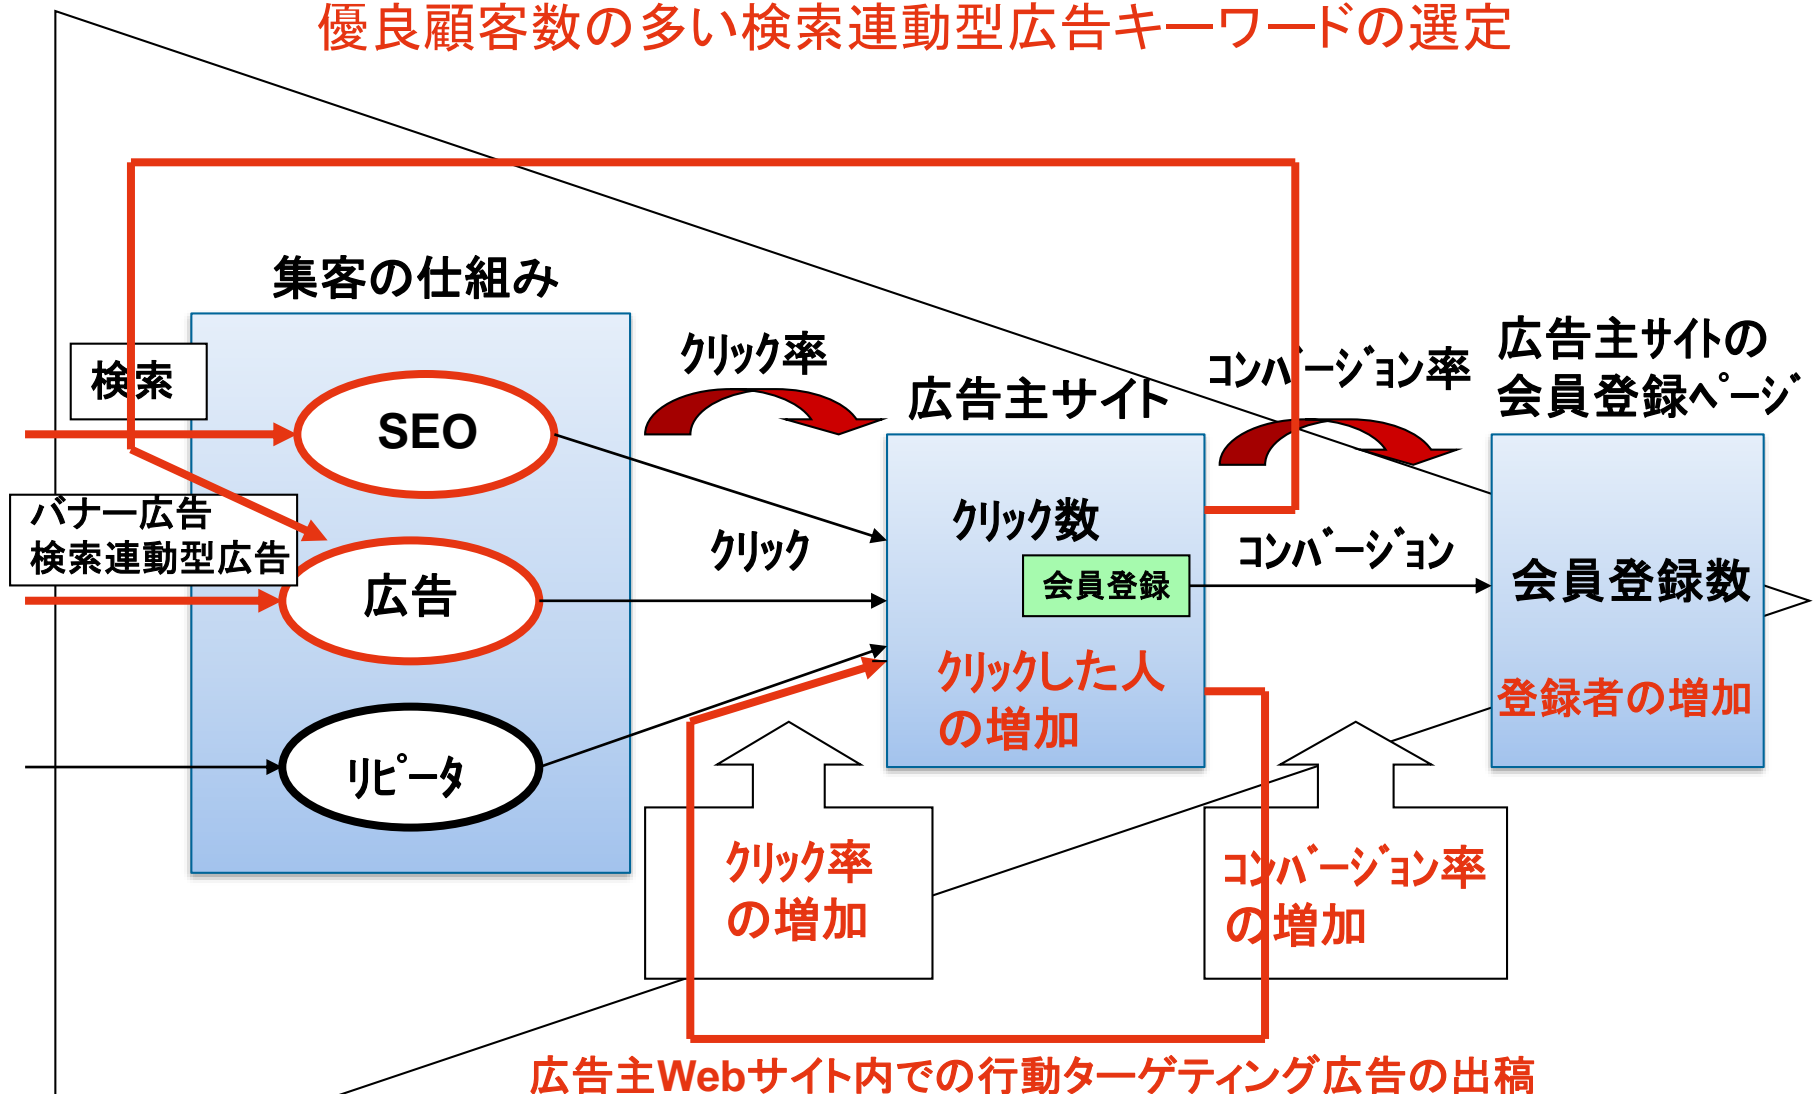 優良顧客数の多い検索連動型広告キーワードの選定
集客の仕組み
検索
SEO
バナー広告
検索連動型広告
広告
リピータ
クリック率
クリック
広告主サイト
クリック数
会員登録
クリックした人
の増加
コンバージョン率
コンバージョン
広告主サイトの
会員登録ページ
会員登録数
登録者の増加
クリック率
の増加
コンバージョン率
の増加
広告主Webサイト内での行動ターゲティング広告の出稿